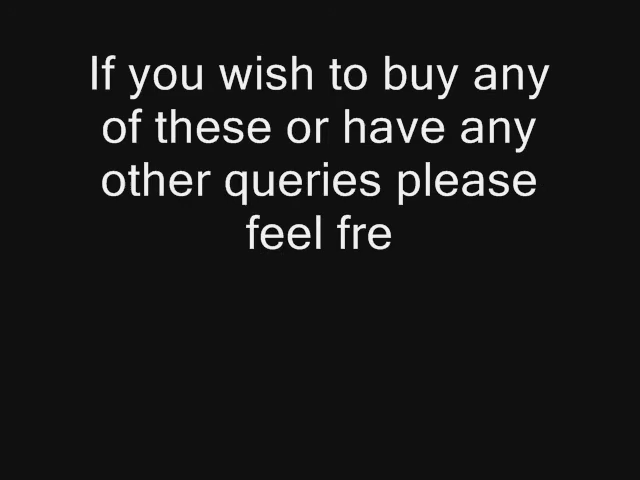 If you wish to buy any
of these or have any
other queries please
feel fre